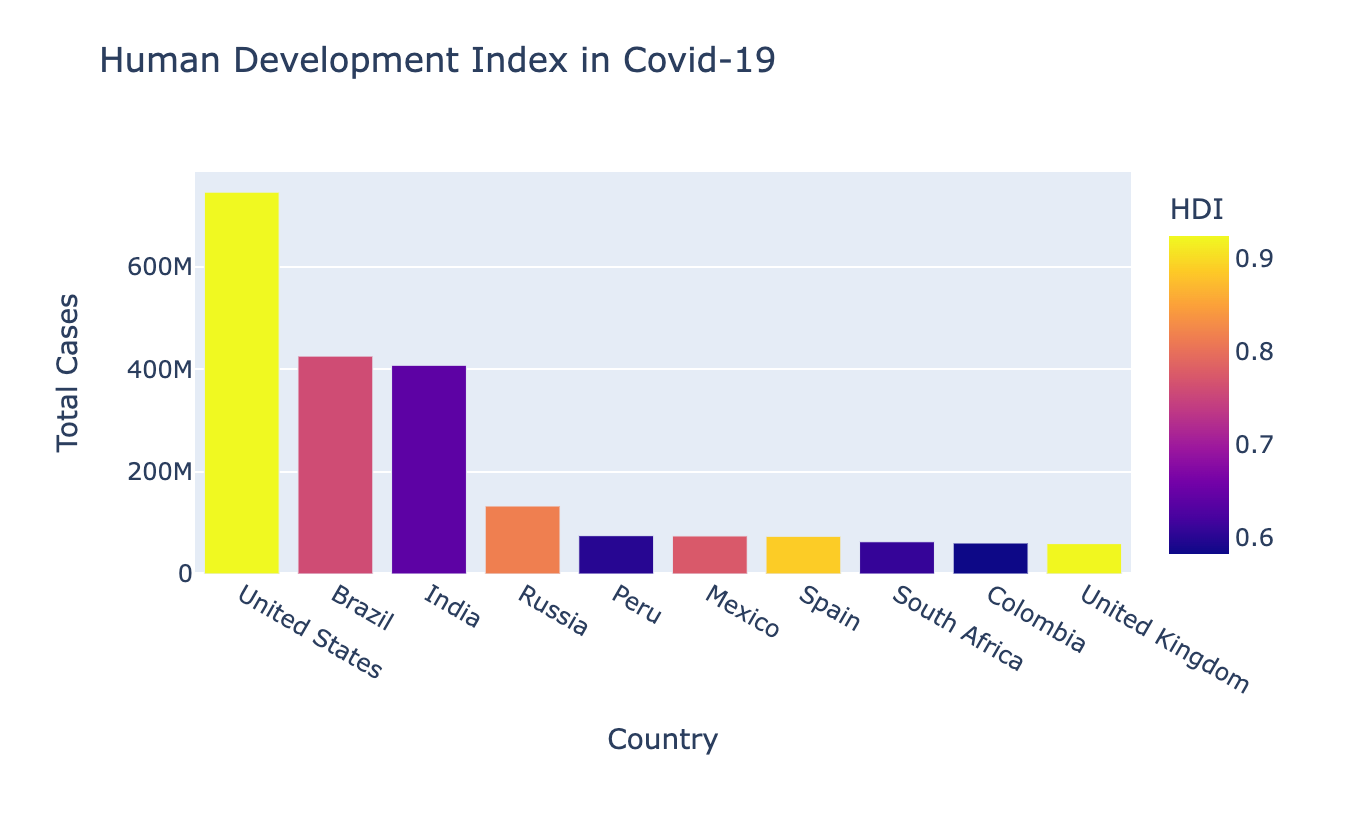 Human Development Index in Covid-19
HDI
0.9
0.8
0.7
0.6
Total Cases
600M
400M
200M
0
United States
Brazil
India
Russia
Peru
Mexico
Spain
South Africa
Colombia
United Kingdom
Country